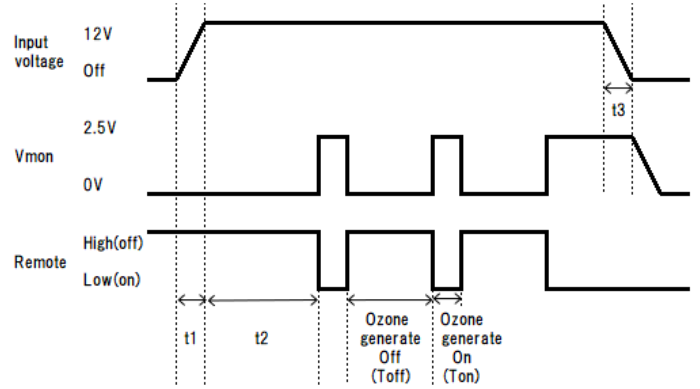 Input
voltage
12V
Off
t3
Vmon
2.5V
0V
Remote
High(off)
Low(on)
t1
t2
Ozone
generate
Off
(Toff)
Ozone
generate
On
(Ton)